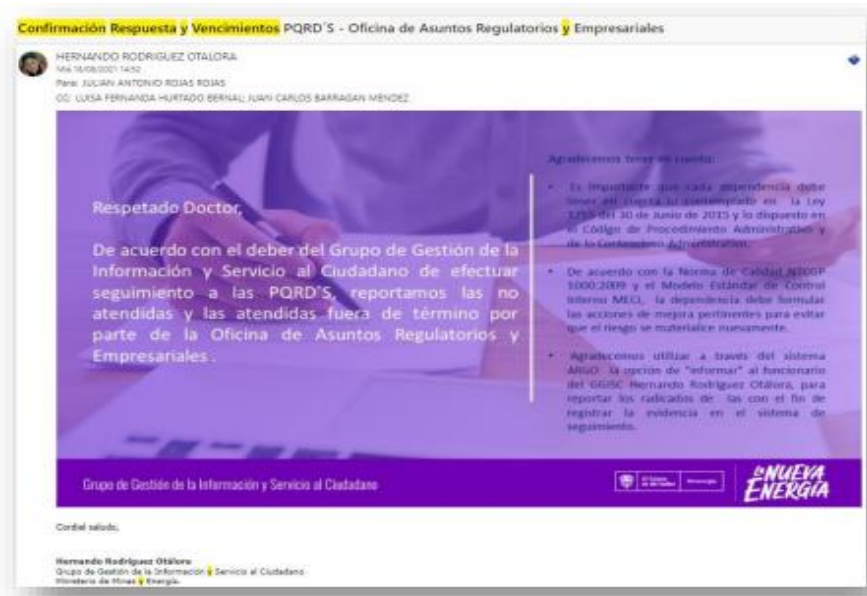 Confirmación Respuesta y Vencimientos PQRD´S - Oficina de Asuntos Regulatorios y Empresariales
HERNANDO RODRIGUEZ OTALORA
Mié 16/06/2021 14:52
Para: JULIAN ANTONIO ROJAS ROJAS
CC: LUISA FERNANDA HURTADO BERNAL; JUAN CARLOS BARRAGAN MENDEZ
Respetado Doctor,
De acuerdo con el deber del Grupo de Gestión de la
Información y Servicio al Ciudadano de efectuar
seguimiento a las PQRD´S, reportamos las no
atendidas y las atendidas fuera de término por
parte de la Oficina de Asuntos Regulatorios y
Empresariales .
Agradecemos tener en cuenta:
• Es importante que cada dependencia debe
tener en cuenta lo contemplado en la Ley
1755 del 30 de Junio de 2015 y lo dispuesto en
el Código de Procedimiento Administrativo y
de lo Contencioso Administrativo.
• De acuerdo con la Norma de Calidad NTCGP
1000:2009 y el Modelo Estándar de Control
Interno MECI, la dependencia debe formular
las acciones de mejora pertinentes para evitar
que el riesgo se materialice nuevamente.
• Agradecemos utilizar a través del sistema
ARGO la opción de "informar" al funcionario
del GGISC Hernando Rodríguez Otálora, para
reportar los radicados de las con el fin de
registrar la evidencia en el sistema de
seguimiento.
Grupo de Gestión de la Información y Servicio al Ciudadano
LA NUEVA
ENERGÍA
Cordial saludo,
Hernando Rodríguez Otálora
Grupo de Gestión de la Información y Servicio al Ciudadano
Ministerio de Minas y Energía.